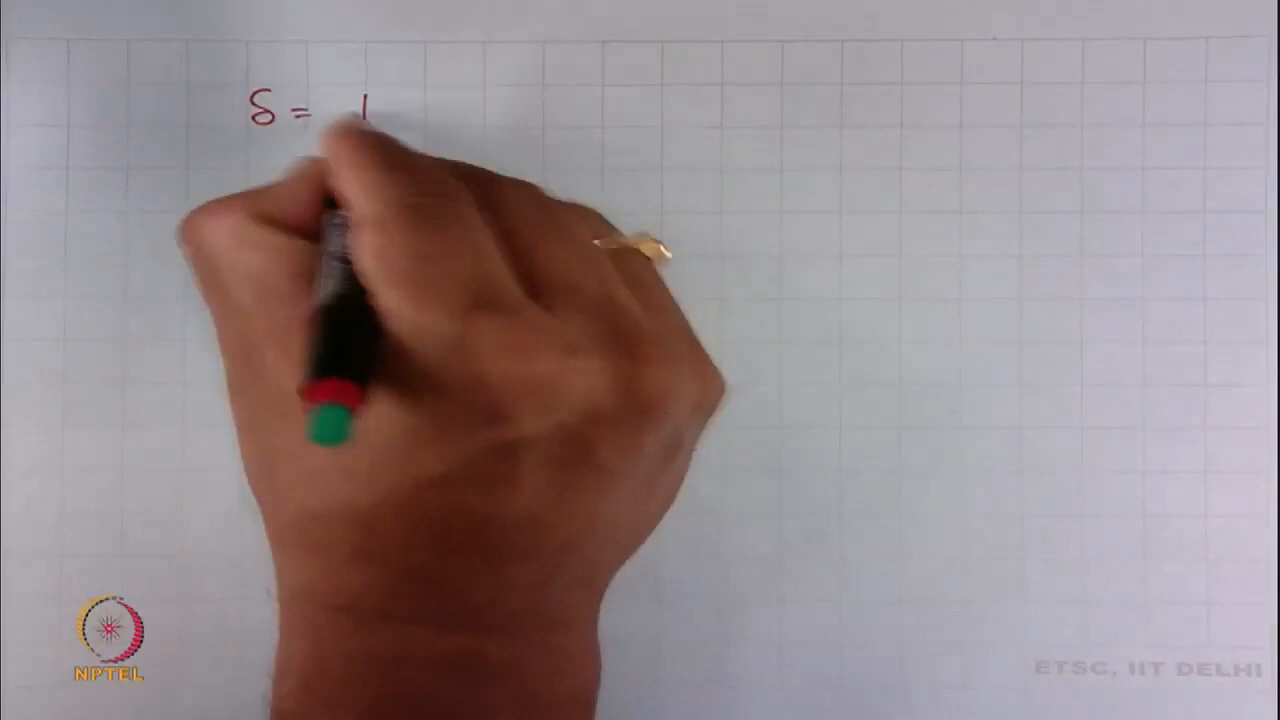 δ = 1
NPTEL
ETSC, IIT DELHI